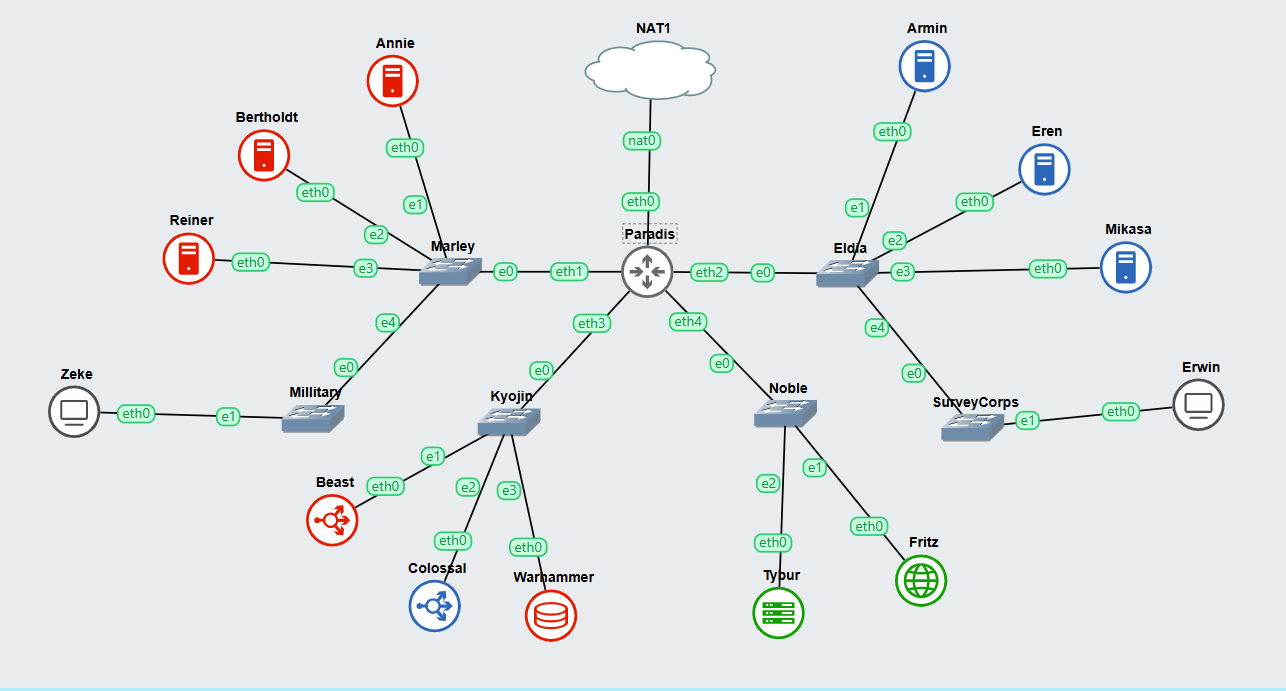 NAT1
Armin
Annie
Bertholdt
Eren
eth0
nat0
eth0
eth0
eth0
eth0
e1
e1
Reiner
e2
Marley
Paradis
Eldia
e2
Mikasa
eth0
e3
e0
eth1
eth2
e0
e3
eth0
e4
eth3
eth4
e4
Zeke
e0
e0
e0
e0
Erwin
Millitary
Kyojin
Noble
SurveyCorps
eth0
e1
e1
eth0
e1
e1
Beast
eth0
e2
e3
e2
eth0
eth0
eth0
eth0
Fritz
Colossal
Warhammer
Tybur